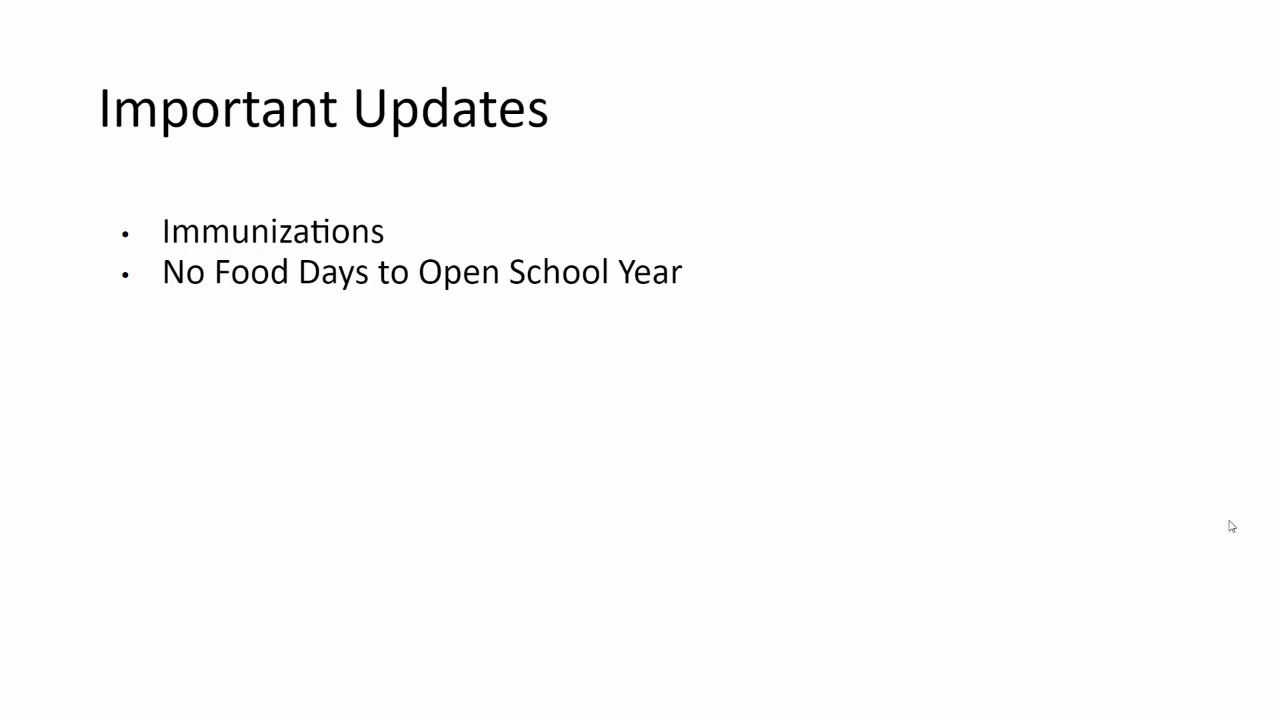 Important Updates
• Immunizations
• No Food Days to Open School Year